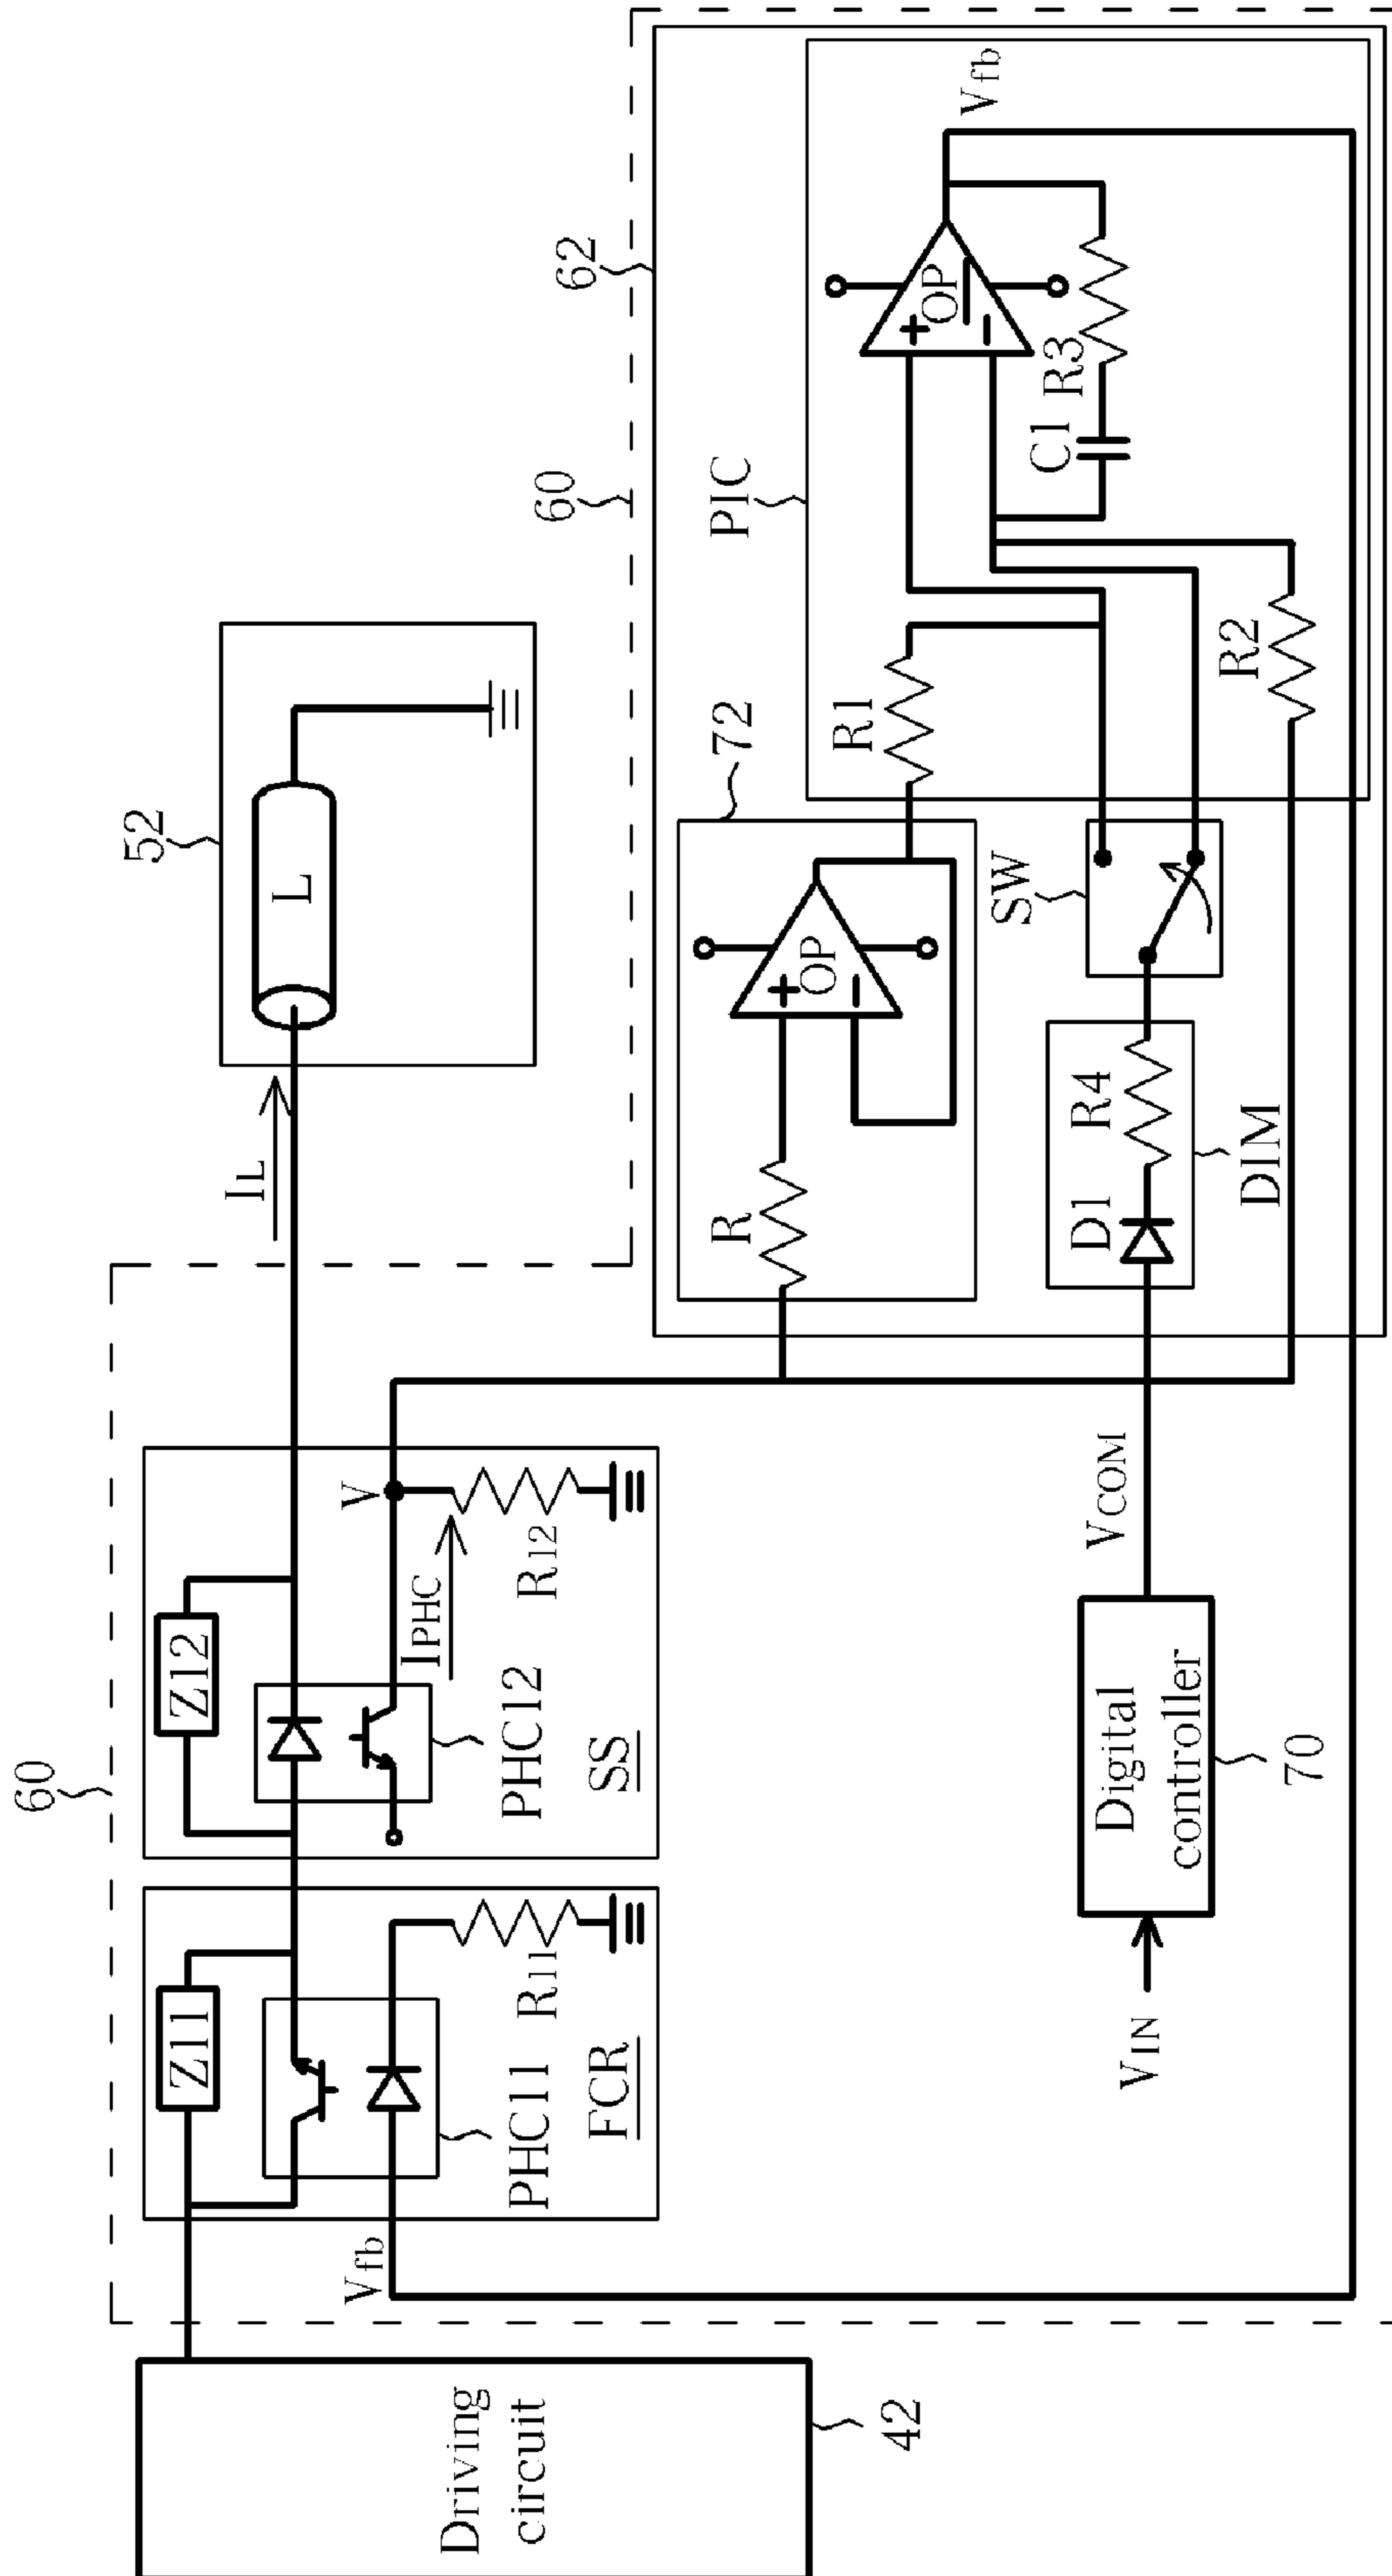 60
52
Z11
Z12
IL
L
PHC11
PHC12
R11
FCR
IPHC
V
R12
SS
Vfb
Driving
circuit
42
60
62
72
PIC
R
OP
R1
OP
Vfb
C1
R3
SW
D1
R4
DIM
R2
VIN
Digital
controller
70
VCOM